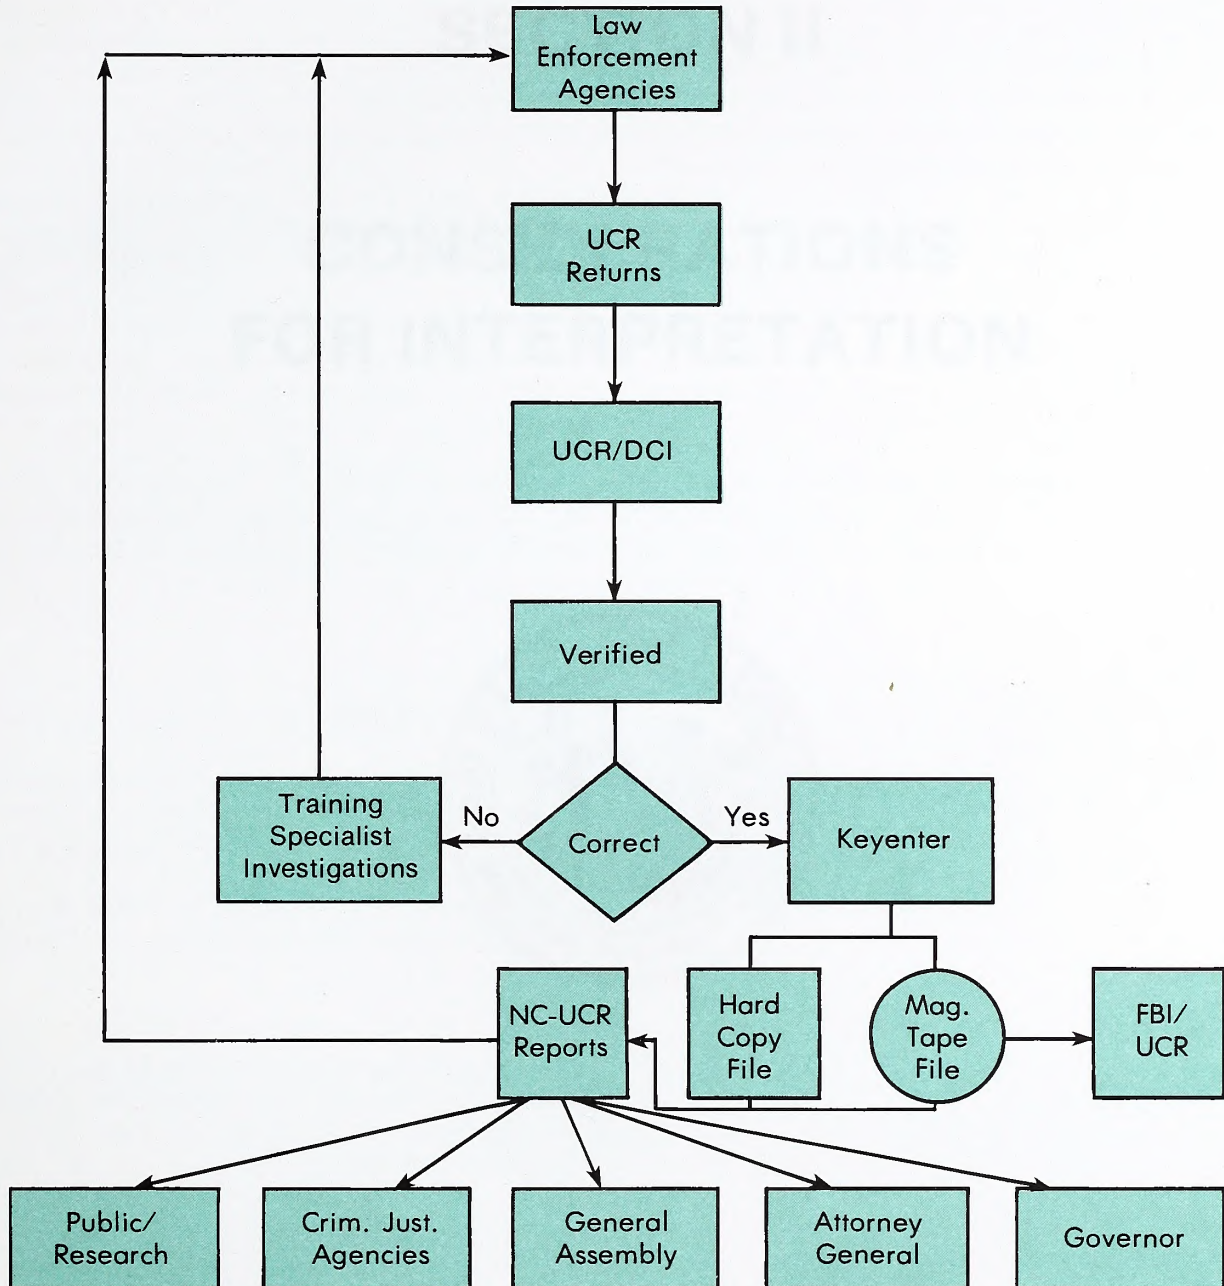 Law
Enforcement
Agencies
UCR
Returns
UCR/DCI
Verified
Training
Specialist
Investigations
No
Correct
Yes
Keyenter
NC-UCR
Reports
Hard
Copy
File
Mag.
Tape
File
FBI/
UCR
Public/
Research
Crim. Just.
Agencies
General
Assembly
Attorney
General
Governor